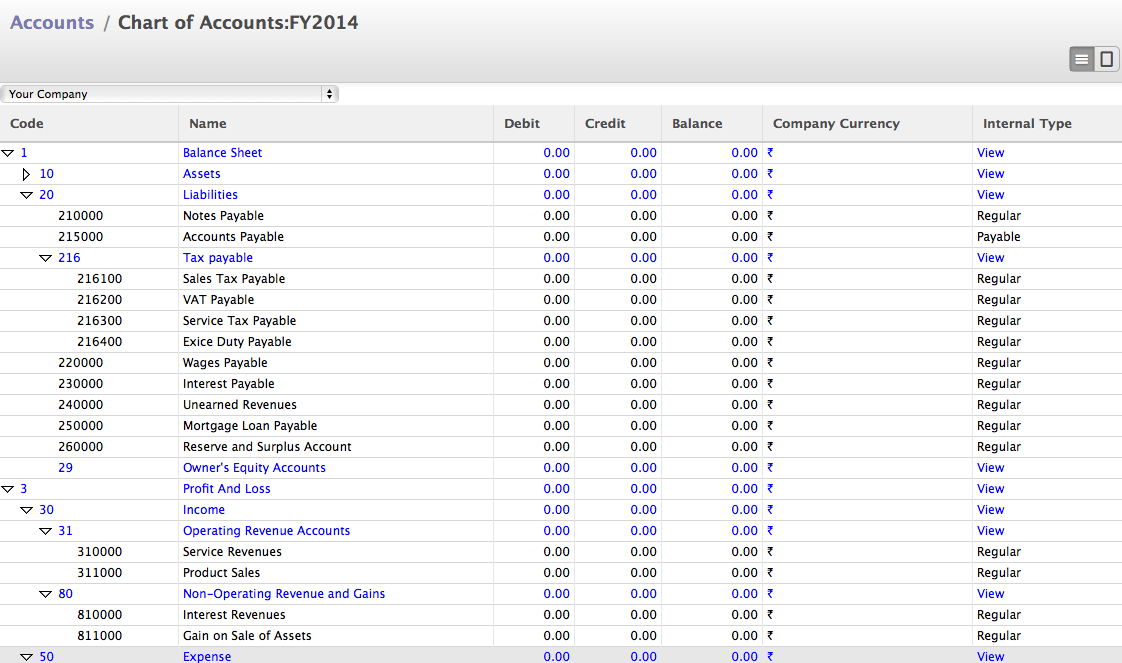 Accounts / Chart of Accounts:FY2014
Your Company
Code Name Debit Credit Balance Company Currency Internal Type
1 Balance Sheet 0.00 0.00 0.00 ₹ View
10 Assets 0.00 0.00 0.00 ₹ View
20 Liabilities 0.00 0.00 0.00 ₹ View
210000 Notes Payable 0.00 0.00 0.00 ₹ Regular
215000 Accounts Payable 0.00 0.00 0.00 ₹ Payable
216 Tax payable 0.00 0.00 0.00 ₹ View
216100 Sales Tax Payable 0.00 0.00 0.00 ₹ Regular
216200 VAT Payable 0.00 0.00 0.00 ₹ Regular
216300 Service Tax Payable 0.00 0.00 0.00 ₹ Regular
216400 Exice Duty Payable 0.00 0.00 0.00 ₹ Regular
220000 Wages Payable 0.00 0.00 0.00 ₹ Regular
230000 Interest Payable 0.00 0.00 0.00 ₹ Regular
240000 Unearned Revenues 0.00 0.00 0.00 ₹ Regular
250000 Mortgage Loan Payable 0.00 0.00 0.00 ₹ Regular
260000 Reserve and Surplus Account 0.00 0.00 0.00 ₹ Regular
29 Owner's Equity Accounts 0.00 0.00 0.00 ₹ View
3 Profit And Loss 0.00 0.00 0.00 ₹ View
30 Income 0.00 0.00 0.00 ₹ View
31 Operating Revenue Accounts 0.00 0.00 0.00 ₹ View
310000 Service Revenues 0.00 0.00 0.00 ₹ Regular
311000 Product Sales 0.00 0.00 0.00 ₹ Regular
80 Non-Operating Revenue and Gains 0.00 0.00 0.00 ₹ View
810000 Interest Revenues 0.00 0.00 0.00 ₹ Regular
811000 Gain on Sale of Assets 0.00 0.00 0.00 ₹ Regular
50 Expense 0.00 0.00 0.00 ₹ View